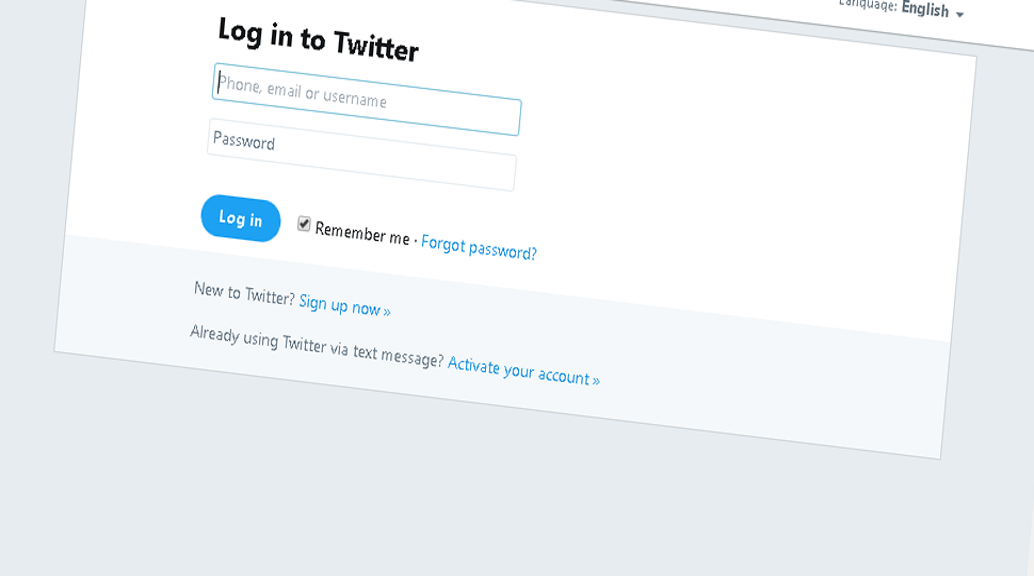 Language: English
Log in to Twitter
Phone, email or username
Password
Log in
Remember me · Forgot password?
New to Twitter? Sign up now »
Already using Twitter via text message? Activate your account »